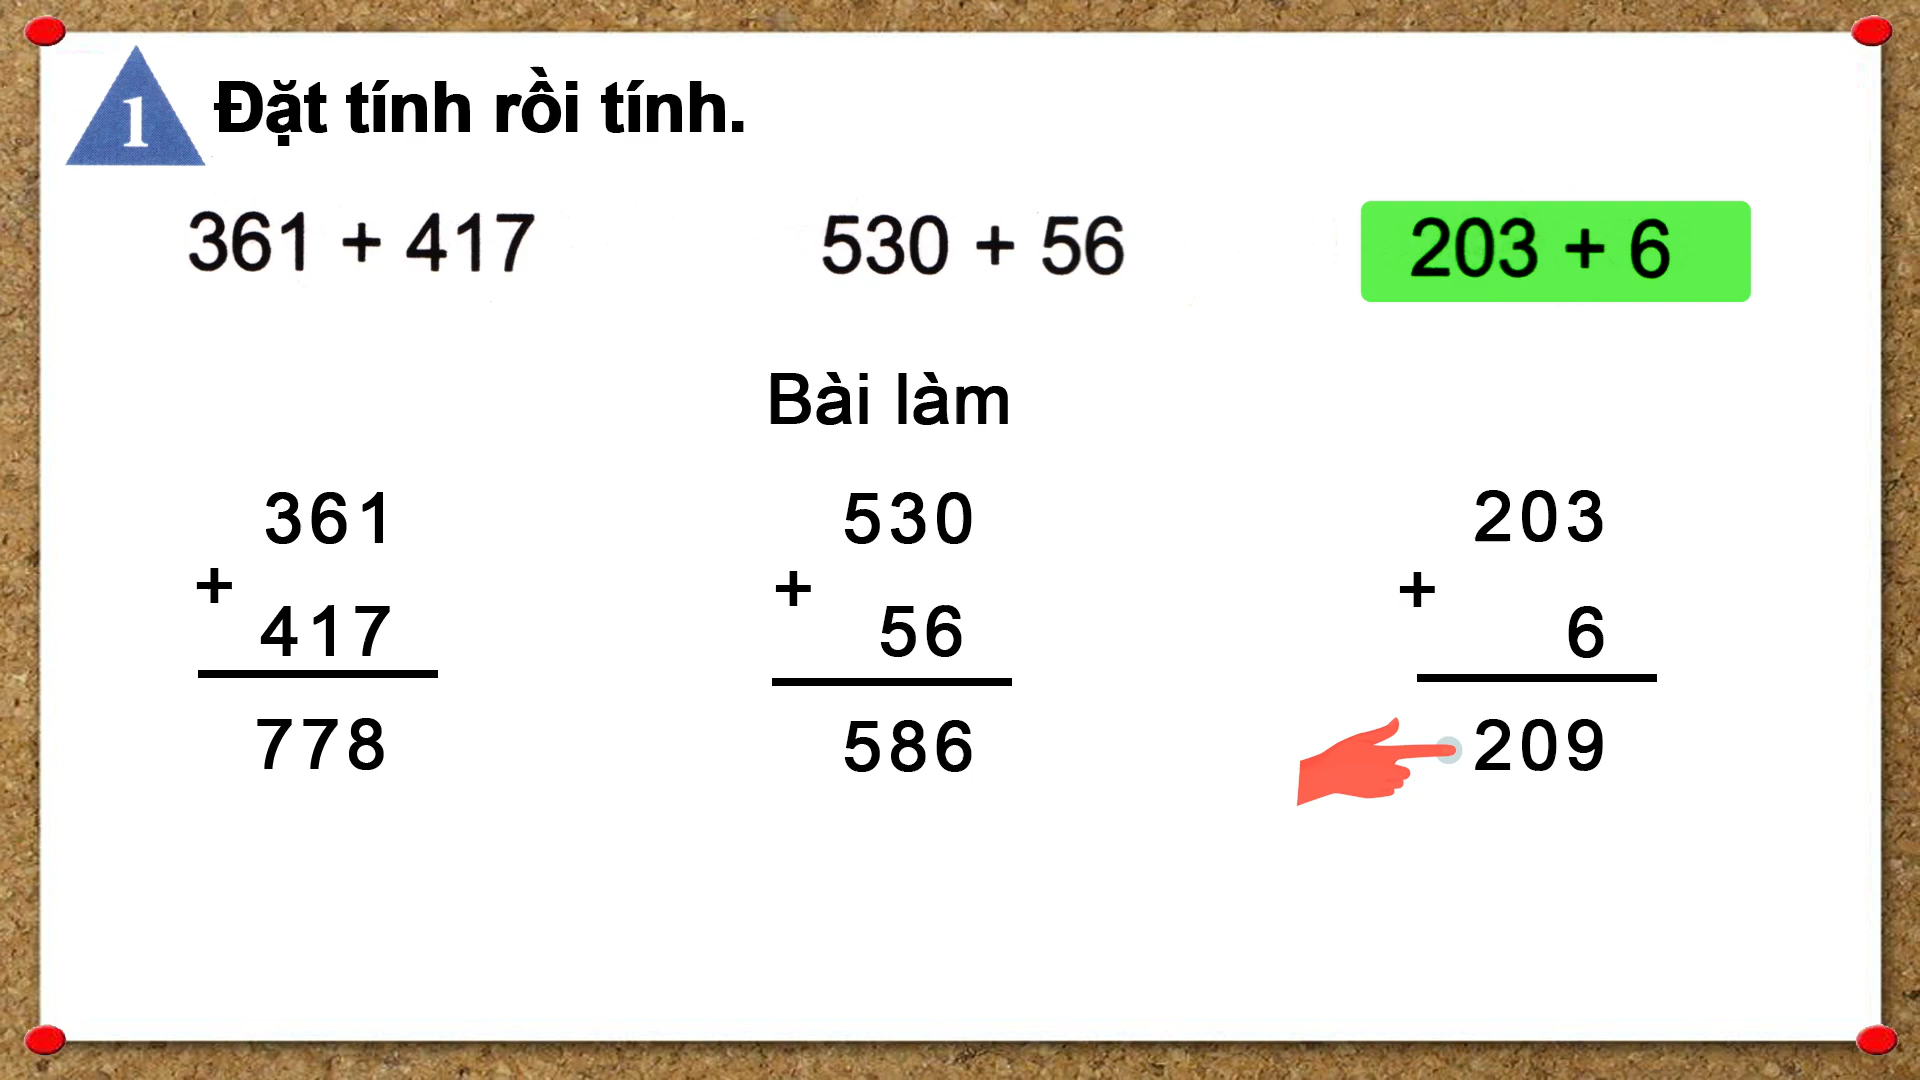 1 Đặt tính rồi tính.
361 + 417 530 + 56 203 + 6
Bài làm
361 530 203
+ + +
417 56 6
778 586 209